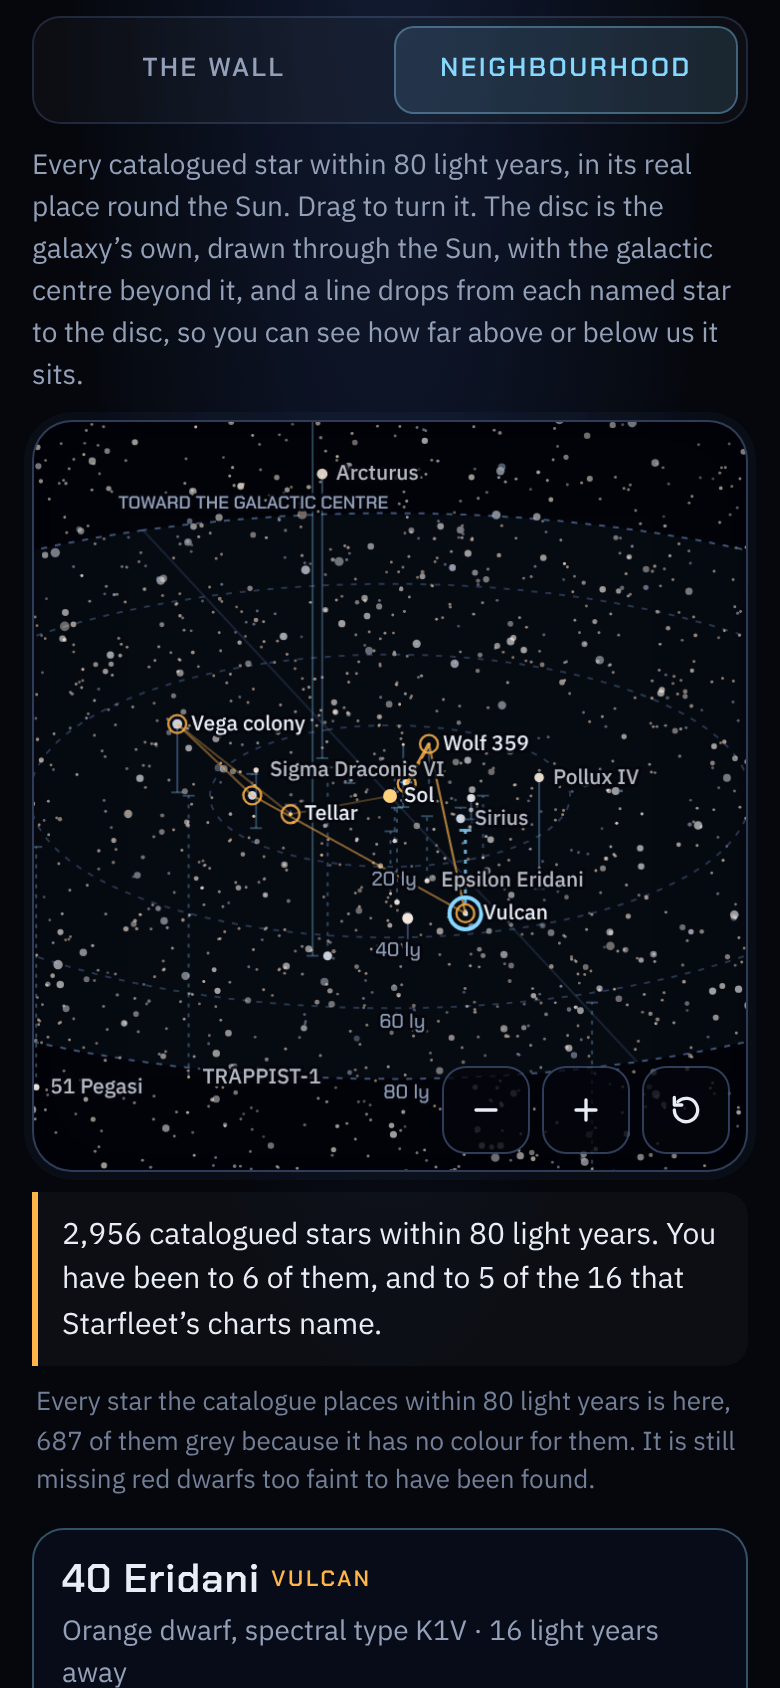 THE WALL
NEIGHBOURHOOD
Every catalogued star within 80 light years, in its real
place round the Sun. Drag to turn it. The disc is the
galaxy’s own, drawn through the Sun, with the galactic
centre beyond it, and a line drops from each named star
to the disc, so you can see how far above or below us it
sits.
Arcturus
TOWARD THE GALACTIC CENTRE
Vega colony
Wolf 359
Sigma Draconis VI
Pollux IV
Sol
Tellar
Sirius
20 ly
Epsilon Eridani
Vulcan
40 ly
60 ly
TRAPPIST-1
51 Pegasi
80 ly
2,956 catalogued stars within 80 light years. You
have been to 6 of them, and to 5 of the 16 that
Starfleet’s charts name.
Every star the catalogue places within 80 light years is here,
687 of them grey because it has no colour for them. It is still
missing red dwarfs too faint to have been found.
40 Eridani VULCAN
Orange dwarf, spectral type K1V · 16 light years
away